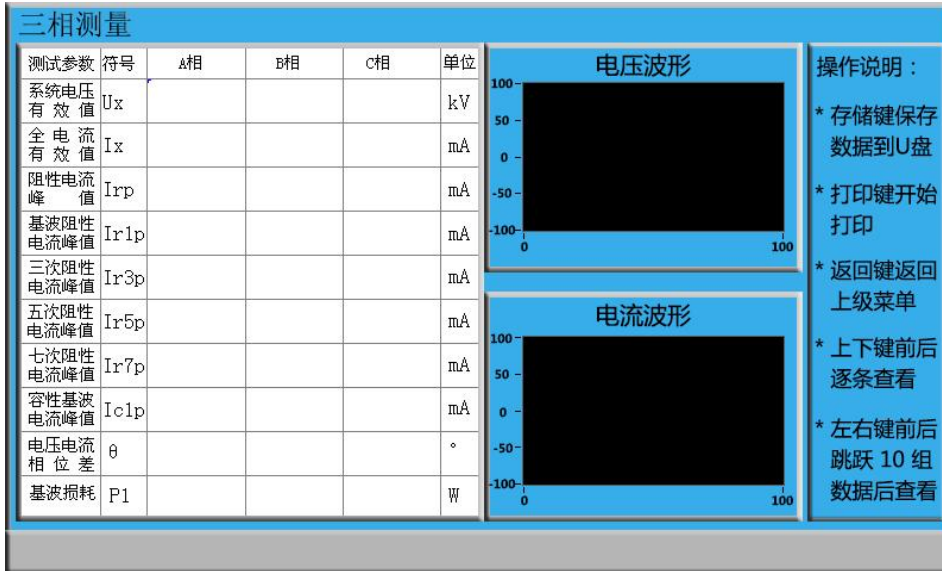 三相测量
测试参数 符号 A相 B相 C相 单位
系统电压
有 效 值 Ux kV
全 电 流
有 效 值 Ix mA
阻性电流
峰 值 Irp mA
基波阻性
电流峰值 Ir1p mA
三次阻性
电流峰值 Ir3p mA
五次阻性
电流峰值 Ir5p mA
七次阻性
电流峰值 Ir7p mA
容性基波
电流峰值 Ic1p mA
电压电流
相 位 差 θ °
基波损耗 P1 W
电压波形
100
50
0
-50
-100
0 100
电流波形
100
50
0
-50
-100
0 100
操作说明：
* 存储键保存
数据到U盘
* 打印键开始
打印
* 返回键返回
上级菜单
* 上下键前后
逐条查看
* 左右键前后
跳跃 10 组
数据后查看